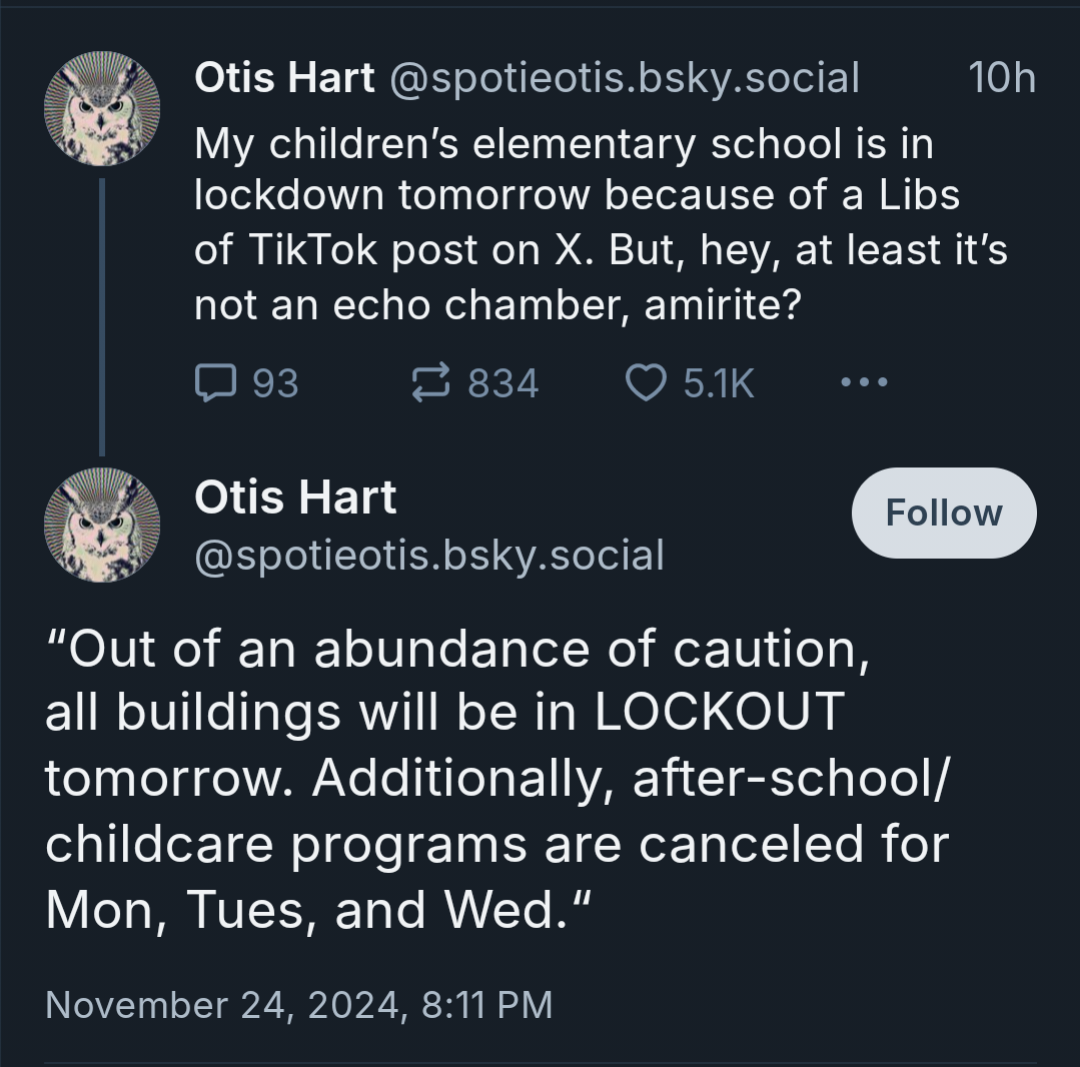 Otis Hart @spotieotis.bsky.social 10h
My children’s elementary school is in
lockdown tomorrow because of a Libs
of TikTok post on X. But, hey, at least it’s
not an echo chamber, amirite?
93 834 5.1K
Otis Hart
Follow
@spotieotis.bsky.social
“Out of an abundance of caution,
all buildings will be in LOCKOUT
tomorrow. Additionally, after-school/
childcare programs are canceled for
Mon, Tues, and Wed.“
November 24, 2024, 8:11 PM